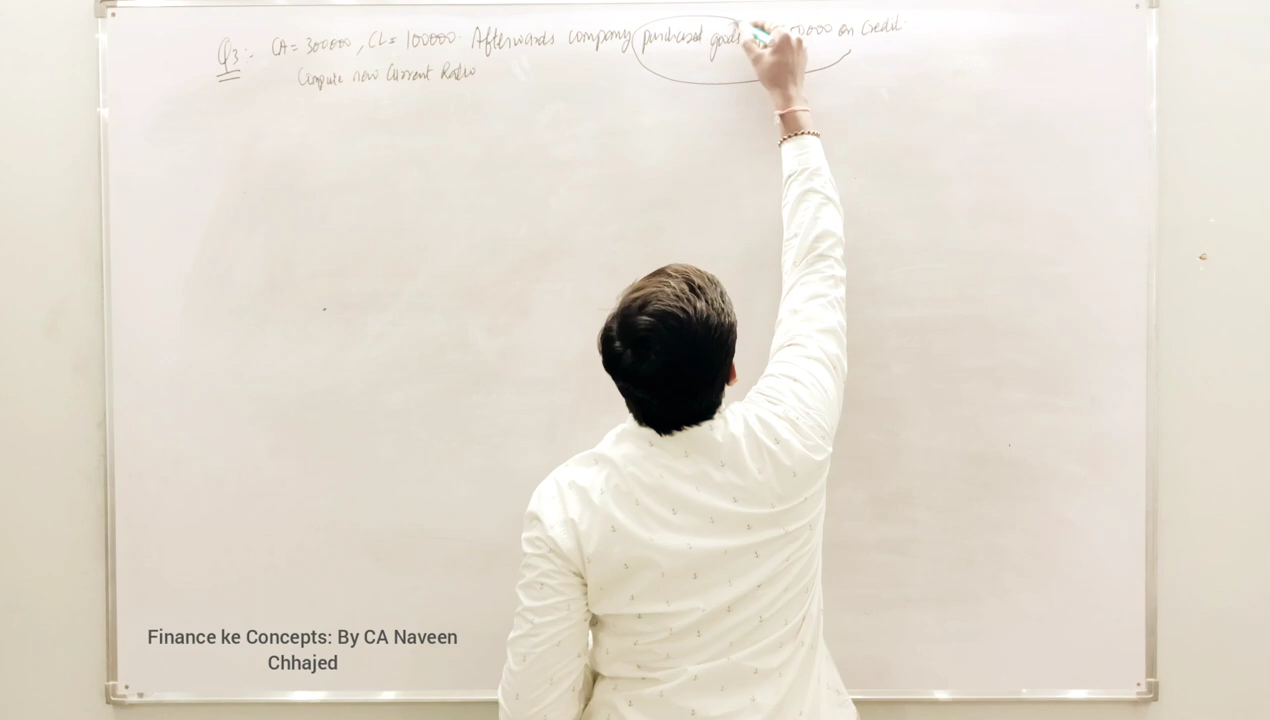 Q3:- CA = 300000, CL = 100000. Afterwards company purchased goods on Credit.
Compute new Current Ratio
Finance ke Concepts: By CA Naveen
Chhajed